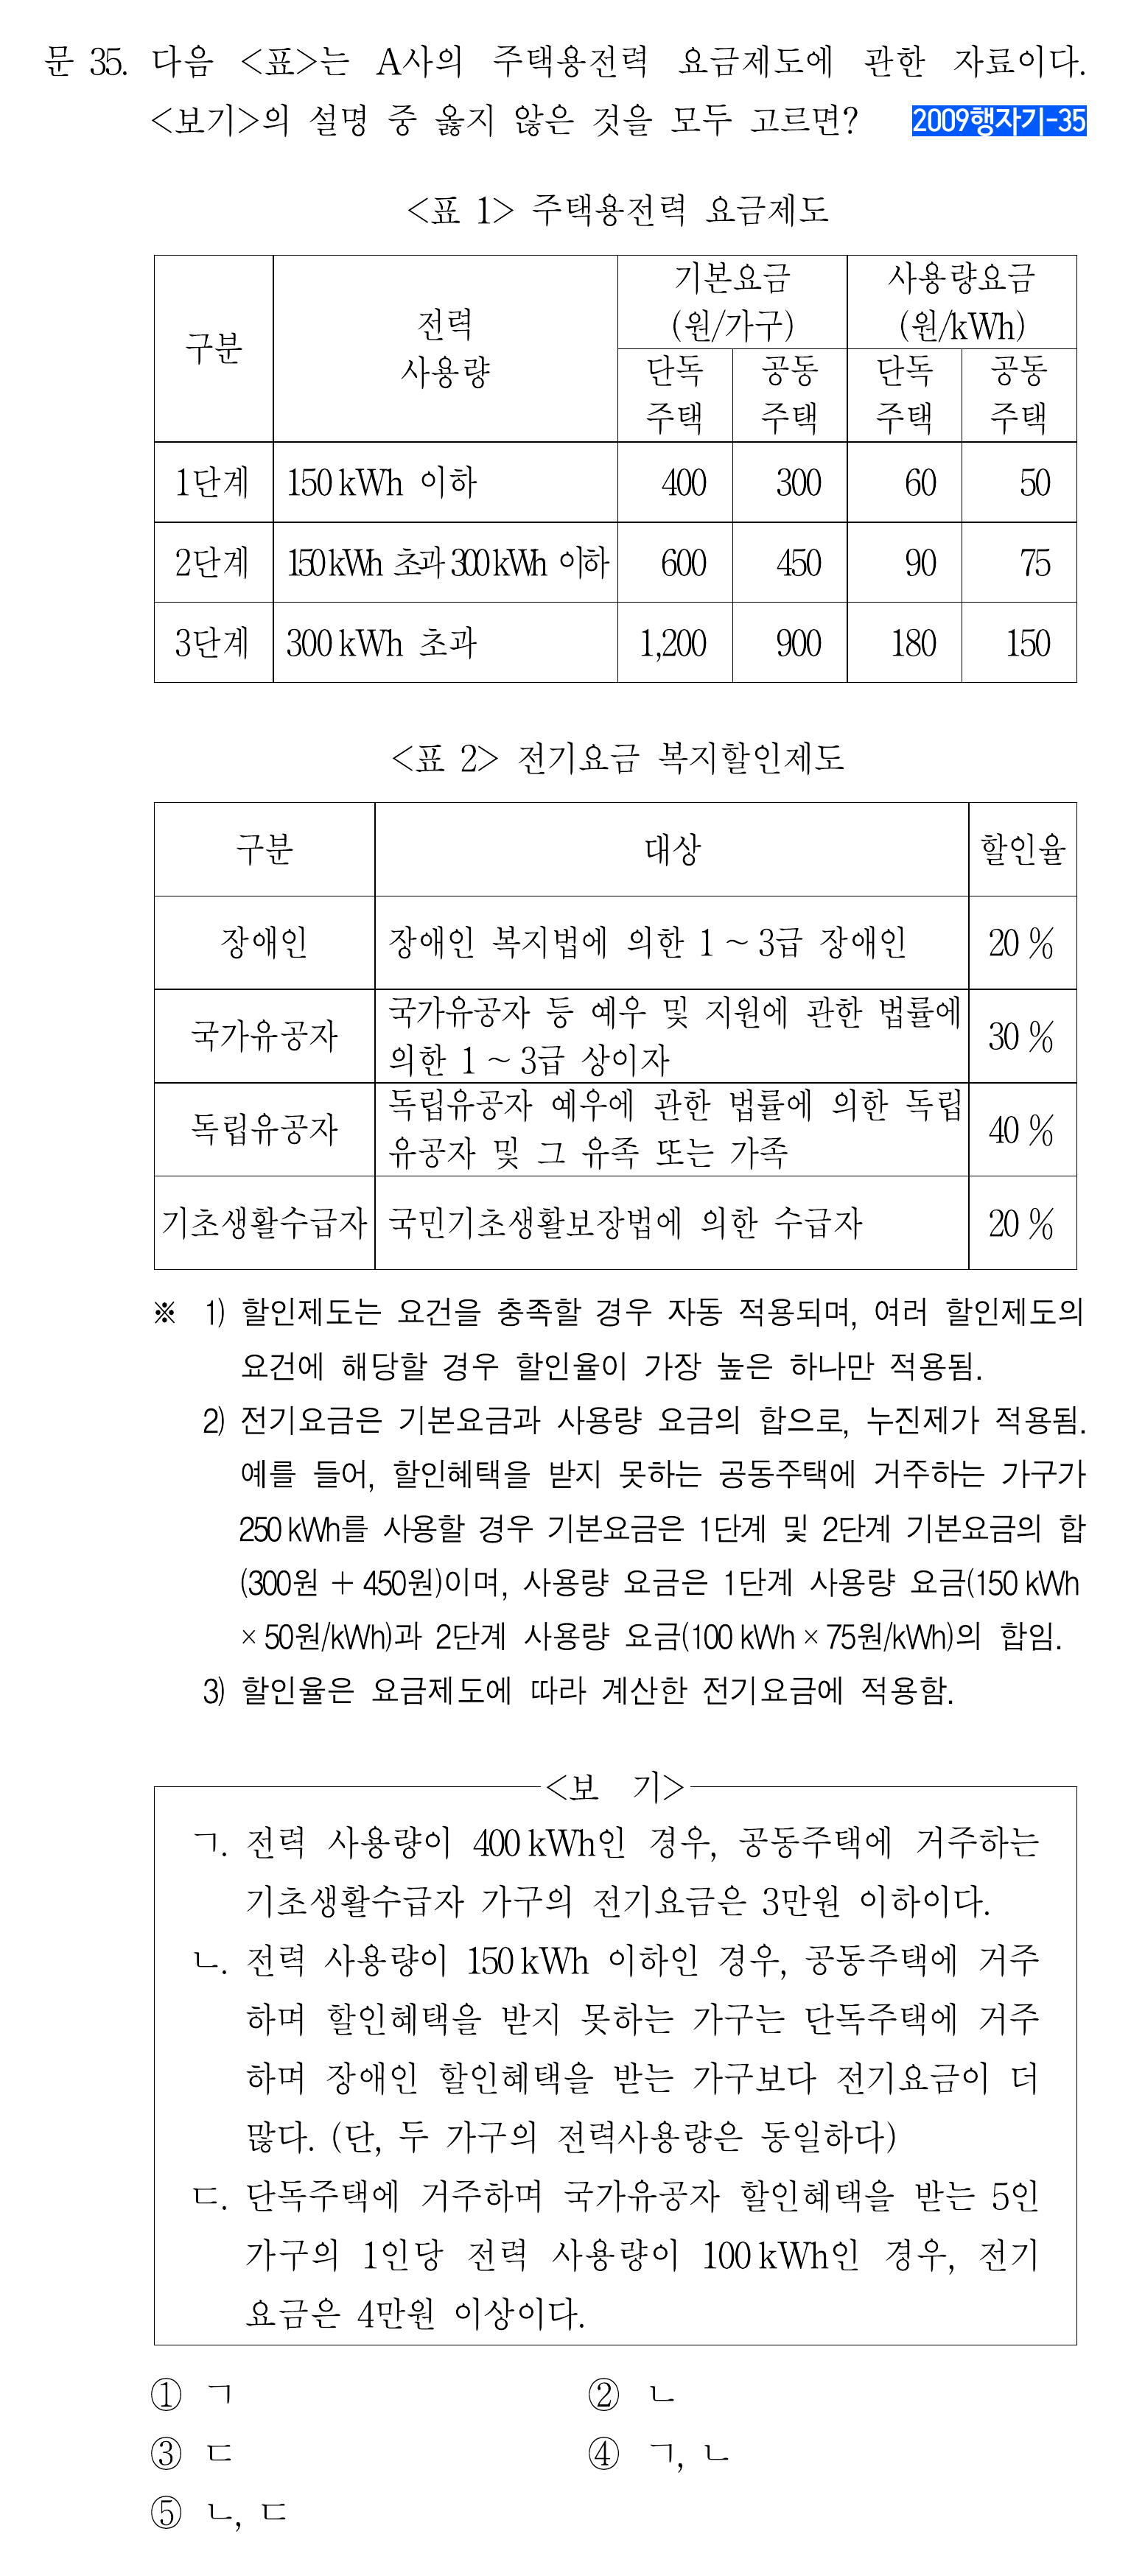 문 35. 다음 <표>는 A사의 주택용전력 요금제도에 관한 자료이다.
<보기>의 설명 중 옳지 않은 것을 모두 고르면? 2009행자기-35
<표 1> 주택용전력 요금제도
구분 전력 사용량 기본요금 (원/가구) 사용량요금 (원/kWh)
단독 주택 공동 주택 단독 주택 공동 주택
1단계 150 kWh 이하 400 300 60 50
2단계 150 kWh 초과 300 kWh 이하 600 450 90 75
3단계 300 kWh 초과 1,200 900 180 150
<표 2> 전기요금 복지할인제도
구분 대상 할인율
장애인 장애인 복지법에 의한 1 ~ 3급 장애인 20 %
국가유공자 국가유공자 등 예우 및 지원에 관한 법률에
의한 1 ~ 3급 상이자 30 %
독립유공자 독립유공자 예우에 관한 법률에 의한 독립
유공자 및 그 유족 또는 가족 40 %
기초생활수급자 국민기초생활보장법에 의한 수급자 20 %
※ 1) 할인제도는 요건을 충족할 경우 자동 적용되며, 여러 할인제도의
요건에 해당할 경우 할인율이 가장 높은 하나만 적용됨.
2) 전기요금은 기본요금과 사용량 요금의 합으로, 누진제가 적용됨.
예를 들어, 할인혜택을 받지 못하는 공동주택에 거주하는 가구가
250 kWh를 사용할 경우 기본요금은 1단계 및 2단계 기본요금의 합
(300원 + 450원)이며, 사용량 요금은 1단계 사용량 요금(150 kWh
× 50원/kWh)과 2단계 사용량 요금(100 kWh × 75원/kWh)의 합임.
3) 할인율은 요금제도에 따라 계산한 전기요금에 적용함.
<보 기>
ㄱ. 전력 사용량이 400 kWh인 경우, 공동주택에 거주하는
기초생활수급자 가구의 전기요금은 3만원 이하이다.
ㄴ. 전력 사용량이 150 kWh 이하인 경우, 공동주택에 거주
하며 할인혜택을 받지 못하는 가구는 단독주택에 거주
하며 장애인 할인혜택을 받는 가구보다 전기요금이 더
많다. (단, 두 가구의 전력사용량은 동일하다)
ㄷ. 단독주택에 거주하며 국가유공자 할인혜택을 받는 5인
가구의 1인당 전력 사용량이 100 kWh인 경우, 전기
요금은 4만원 이상이다.
① ㄱ ② ㄴ
③ ㄷ ④ ㄱ, ㄴ
⑤ ㄴ, ㄷ